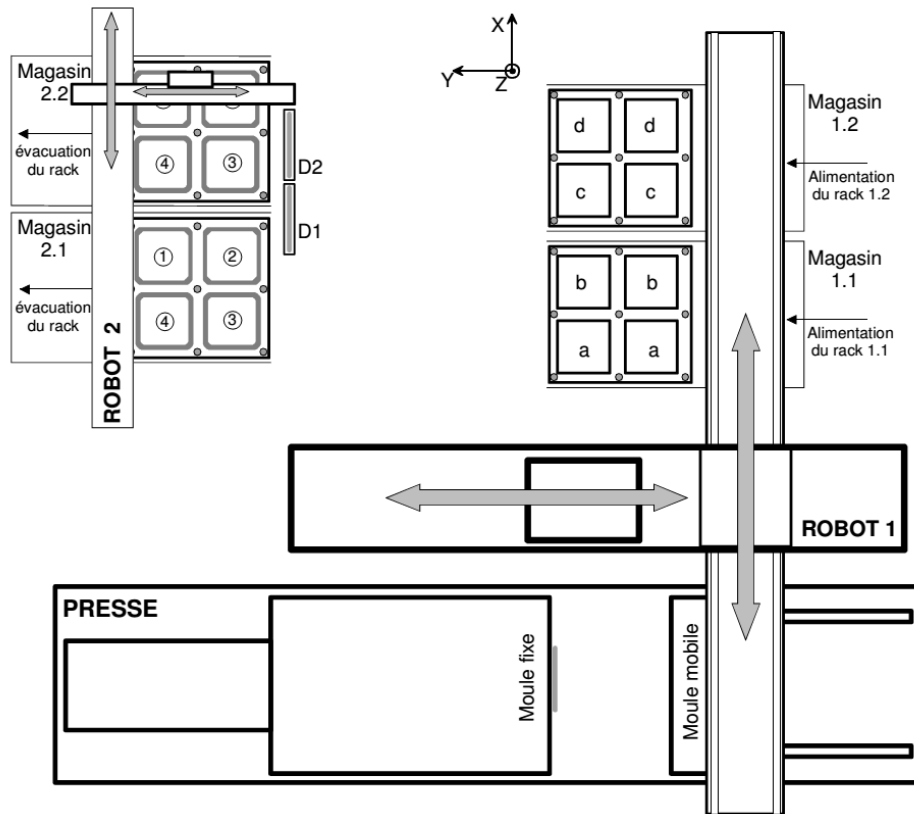 Magasin
2.2
évacuation
du rack
④
③
D2
D1
Magasin
2.1
évacuation
du rack
①
②
④
③
ROBOT 2
X
Y
Z
d
d
c
c
b
b
a
a
Magasin
1.2
Alimentation
du rack 1.2
Magasin
1.1
Alimentation
du rack 1.1
ROBOT 1
PRESSE
Moule fixe
Moule mobile